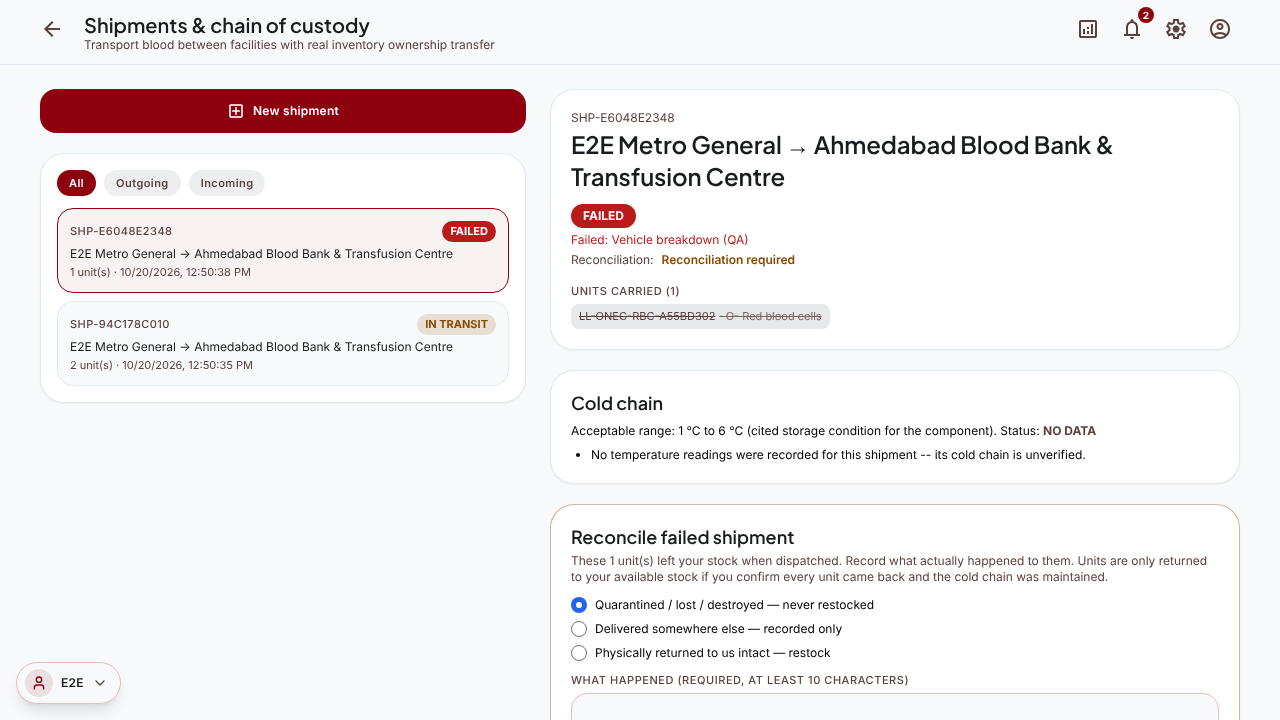 Shipments & chain of custody
Transport blood between facilities with real inventory ownership transfer
2
New shipment
All
Outgoing
Incoming
SHP-E6048E2348
FAILED
E2E Metro General → Ahmedabad Blood Bank & Transfusion Centre
1 unit(s) · 10/20/2026, 12:50:38 PM
SHP-94C178C010
IN TRANSIT
E2E Metro General → Ahmedabad Blood Bank & Transfusion Centre
2 unit(s) · 10/20/2026, 12:50:35 PM
E2E
SHP-E6048E2348
E2E Metro General → Ahmedabad Blood Bank &
Transfusion Centre
FAILED
Failed: Vehicle breakdown (QA)
Reconciliation: Reconciliation required
UNITS CARRIED (1)
LL-ONEG-RBC-A55BD302 · O- Red blood cells
Cold chain
Acceptable range: 1 °C to 6 °C (cited storage condition for the component). Status: NO DATA
• No temperature readings were recorded for this shipment -- its cold chain is unverified.
Reconcile failed shipment
These 1 unit(s) left your stock when dispatched. Record what actually happened to them. Units are only returned
to your available stock if you confirm every unit came back and the cold chain was maintained.
Quarantined / lost / destroyed — never restocked
Delivered somewhere else — recorded only
Physically returned to us intact — restock
WHAT HAPPENED (REQUIRED, AT LEAST 10 CHARACTERS)